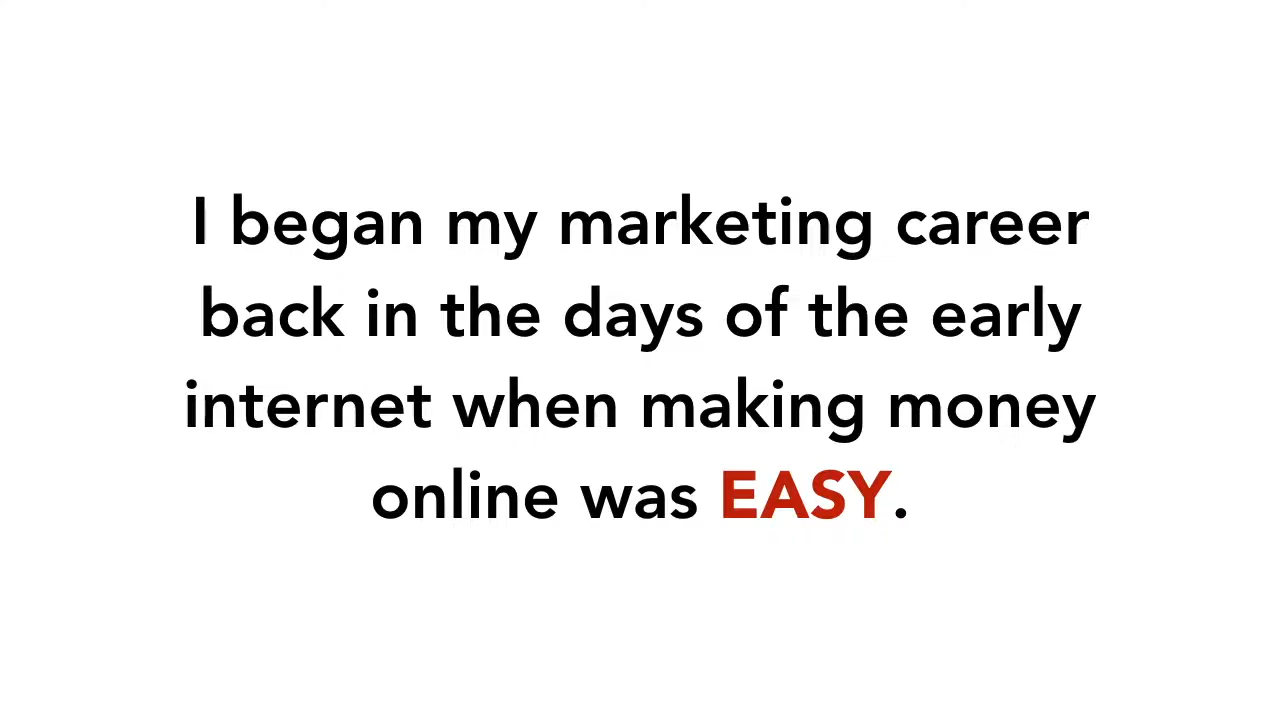 I began my marketing career
back in the days of the early
internet when making money
online was EASY.